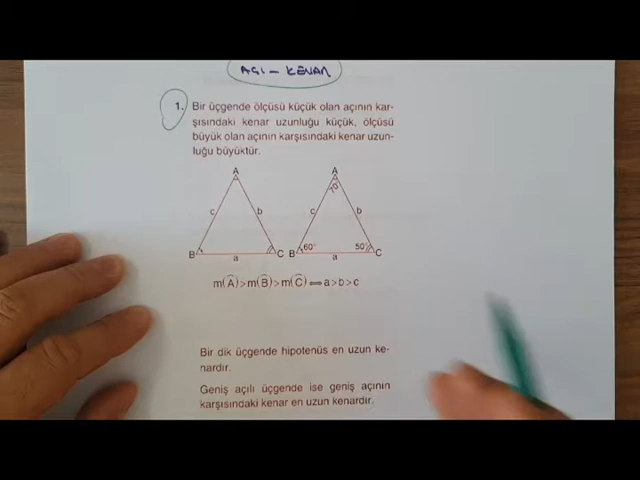 AÇI - KENAR
1. Bir üçgende ölçüsü küçük olan açının kar-
şısındaki kenar uzunluğu küçük, ölçüsü
büyük olan açının karşısındaki kenar uzun-
luğu büyüktür.
A A
70°
c b c b
B a C B 60° a 50° C
m(A)>m(B)>m(C) ⟺ a>b>c
Bir dik üçgende hipotenüs en uzun ke-
nardır.
Geniş açılı üçgende ise geniş açının
karşısındaki kenar en uzun kenardır.